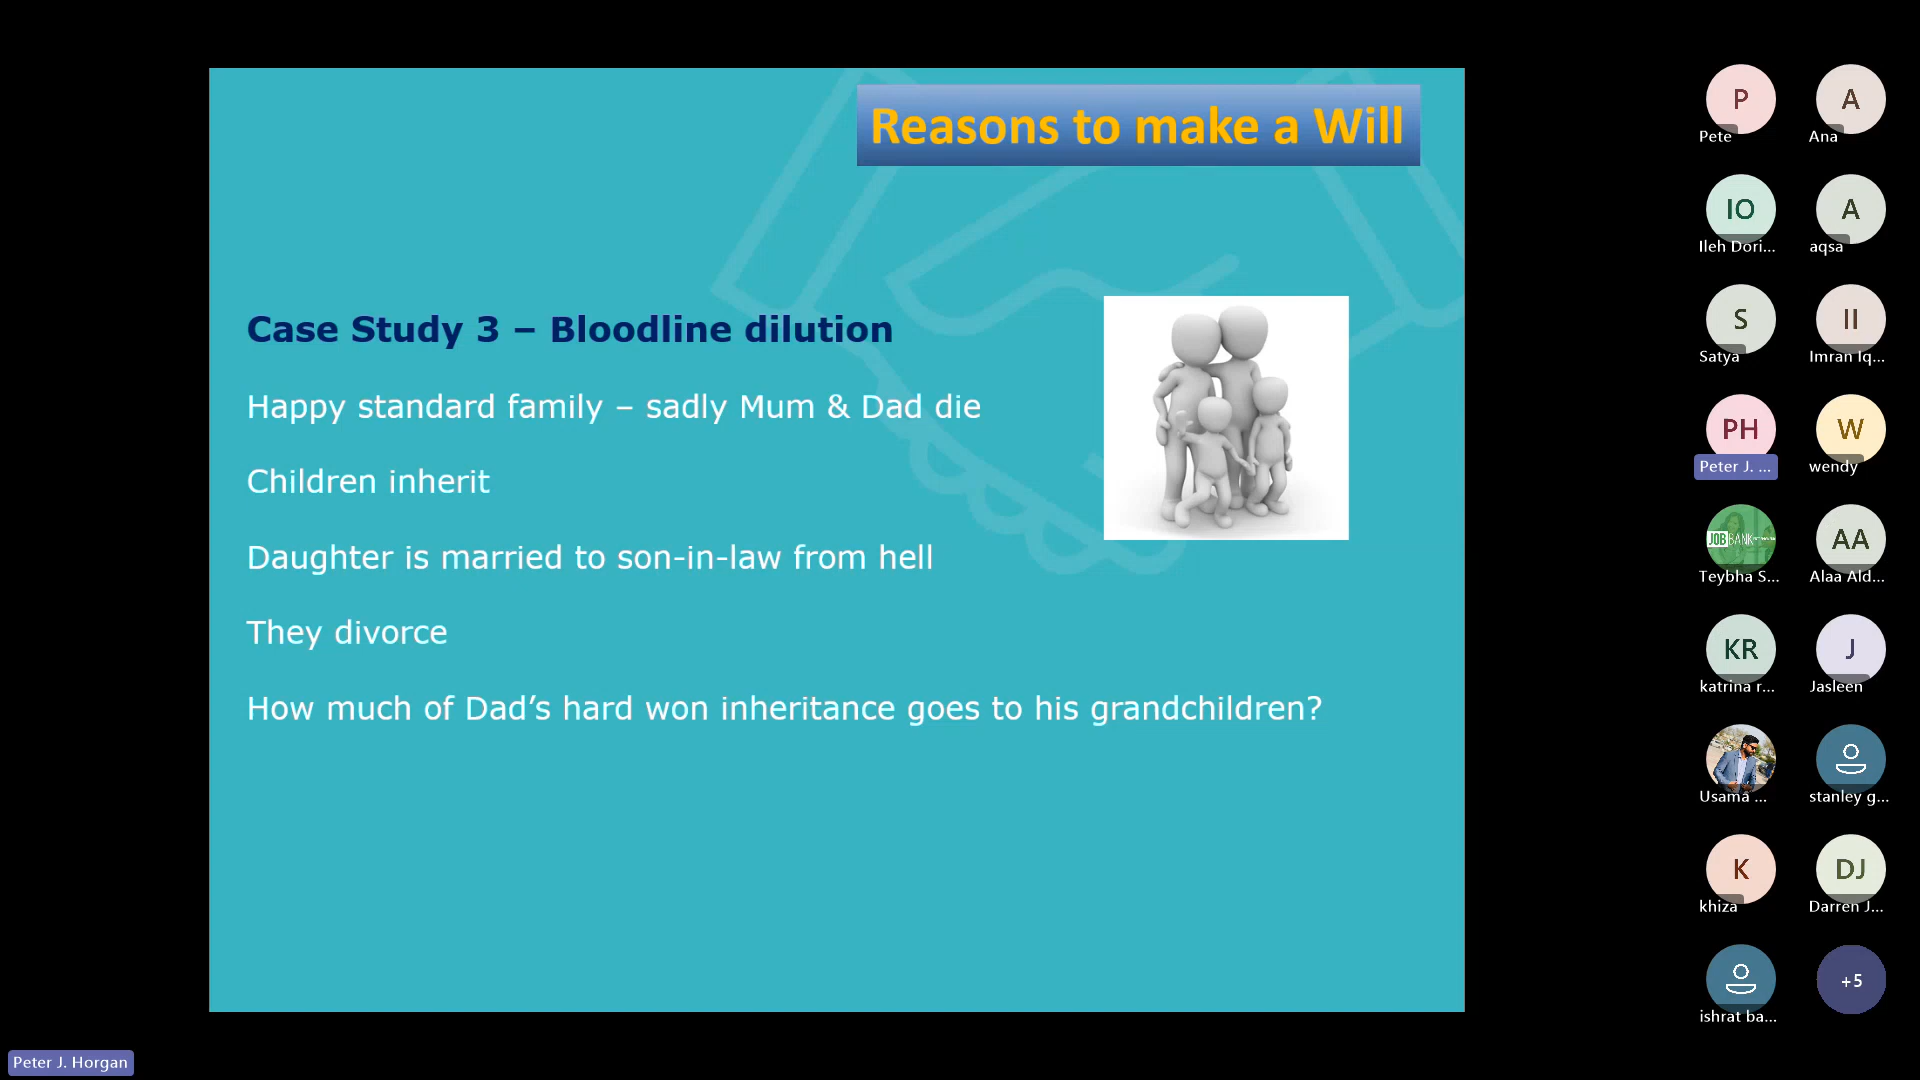 Reasons to make a Will
Case Study 3 – Bloodline dilution
Happy standard family – sadly Mum & Dad die
Children inherit
Daughter is married to son-in-law from hell
They divorce
How much of Dad’s hard won inheritance goes to his grandchildren?
P
A
Pete
Ana
IO
A
Ileh Dori...
aqsa
S
II
Satya
Imran Iq...
PH
W
Peter J. ...
wendy
JOB BANK
AA
Teybha S...
Alaa Ald...
KR
J
katrina r...
Jasleen
Usama ...
stanley g...
K
DJ
khiza
Darren J...
+5
ishrat ba...
Peter J. Horgan